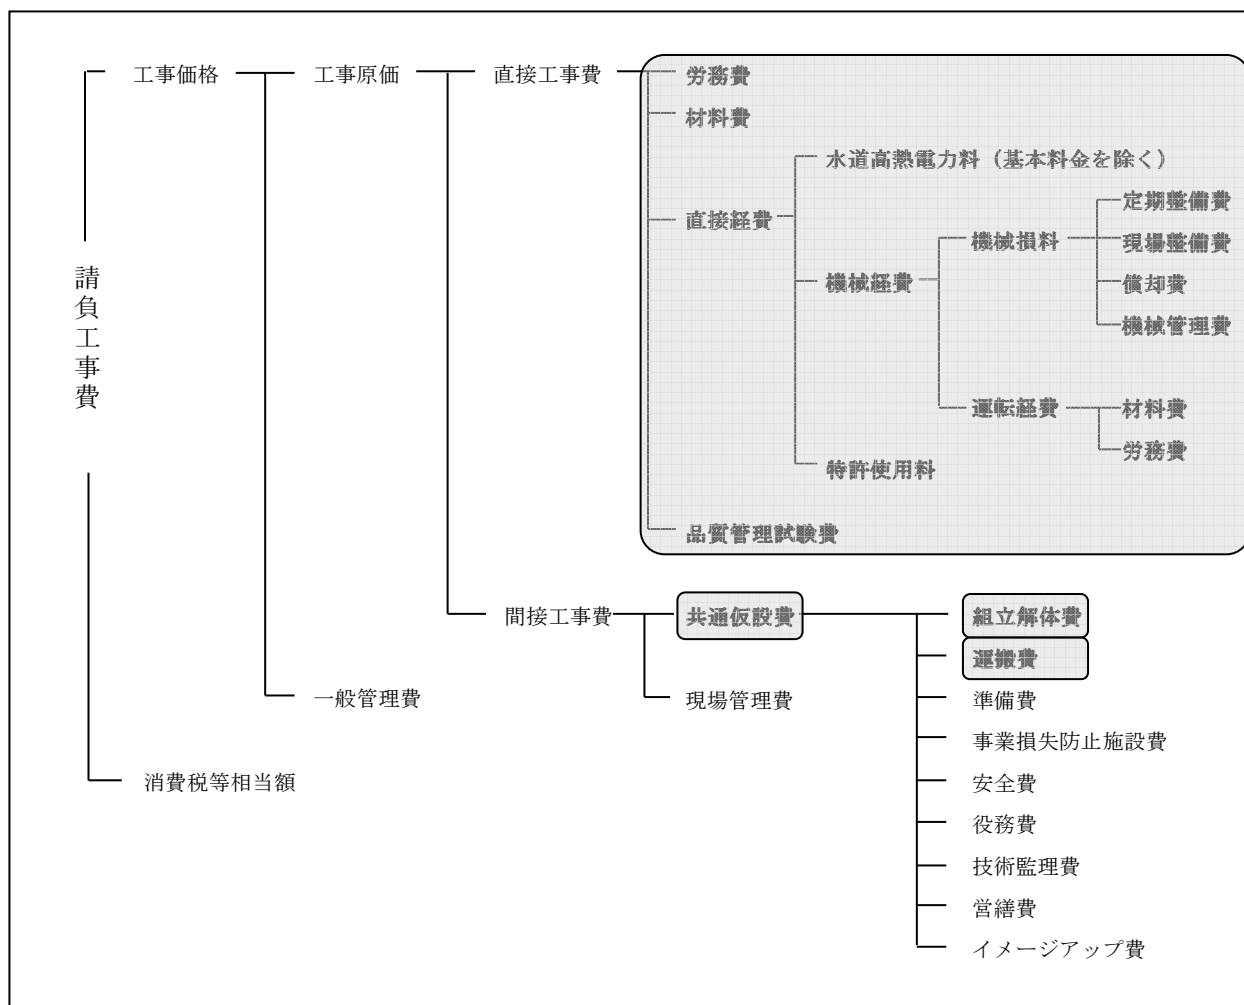 工事価格
工事原価
直接工事費
労務費
材料費
水道高熱電力料（基本料金を除く）
直接経費
定期整備費
機械損料
現場整備費
機械経費
償却費
機械管理費
請負工事費
運転経費
材料費
労務費
特許使用料
品質管理試験費
間接工事費
共通仮設費
組立解体費
運搬費
一般管理費
現場管理費
準備費
事業損失防止施設費
消費税等相当額
安全費
役務費
技術監理費
営繕費
イメージアップ費